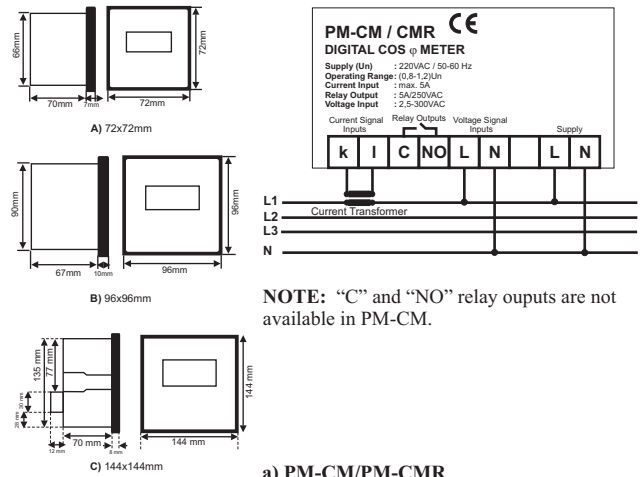 66mm
72mm
70mm
7mm
72mm
A) 72x72mm
90mm
96mm
67mm
10mm
96mm
B) 96x96mm
135 mm
77 mm
30 mm
28 mm
144 mm
12 mm
70 mm
8 mm
144 mm
C) 144x144mm
PM-CM / CMR CE
DIGITAL COS φ METER
Supply (Un) : 220VAC / 50-60 Hz
Operating Range: (0,8-1,2)Un
Current Input : max. 5A
Relay Output : 5A/250VAC
Voltage Input : 2,5-300VAC
Current Signal Inputs
Relay Outputs
Voltage Signal Inputs
Supply
k l C NO L N L N
L1
Current Transformer
L2
L3
N
NOTE: “C” and “NO” relay ouputs are not
available in PM-CM.
a) PM-CM/PM-CMR